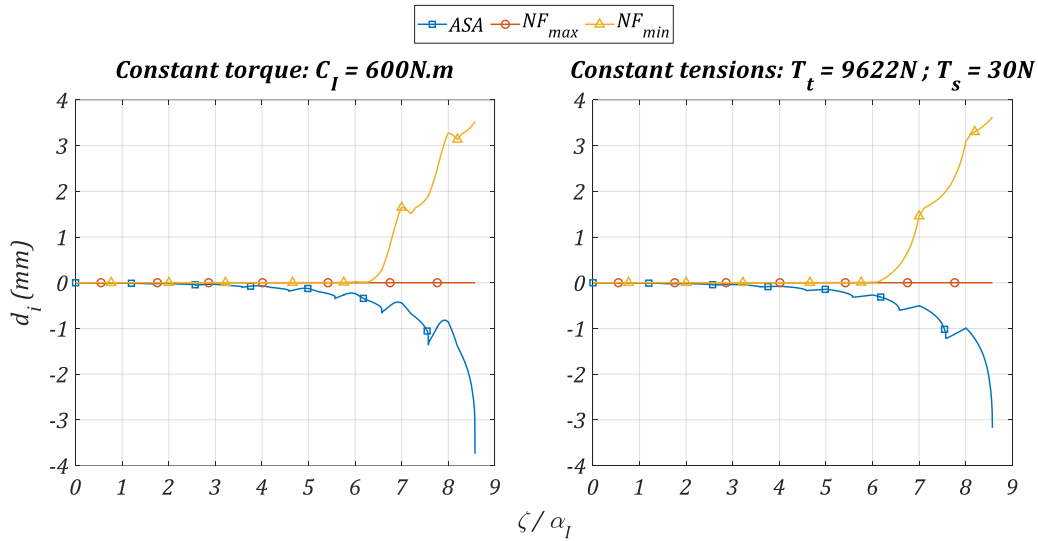 ASA NF_max NF_min
Constant torque: C_I = 600N.m
Constant tensions: T_t = 9622N ; T_s = 30N
d_i (mm)
4
3
2
1
0
-1
-2
-3
-4
0 1 2 3 4 5 6 7 8 9
4
3
2
1
0
-1
-2
-3
-4
0 1 2 3 4 5 6 7 8 9
ζ / α_I